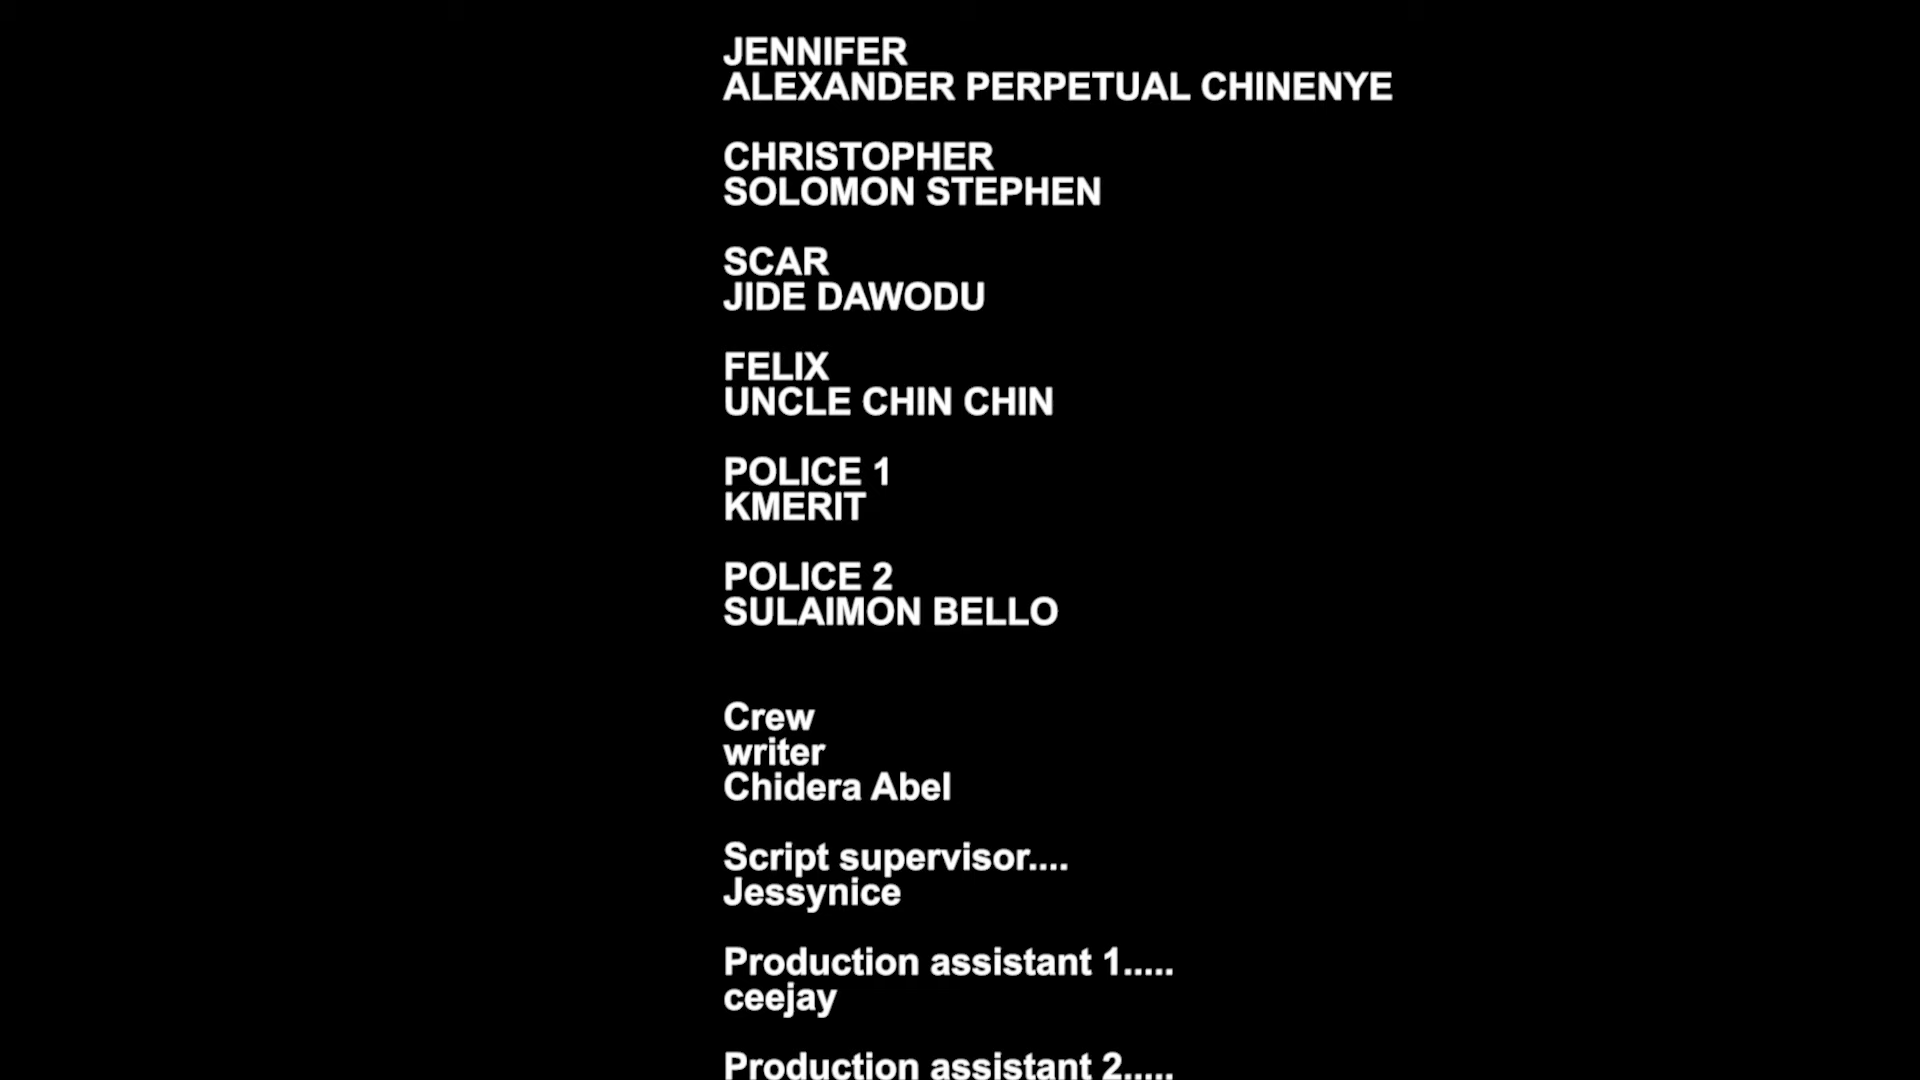 JENNIFER
ALEXANDER PERPETUAL CHINENYE
CHRISTOPHER
SOLOMON STEPHEN
SCAR
JIDE DAWODU
FELIX
UNCLE CHIN CHIN
POLICE 1
KMERIT
POLICE 2
SULAIMON BELLO
Crew
writer
Chidera Abel
Script supervisor....
Jessynice
Production assistant 1.....
ceejay
Production assistant 2.....